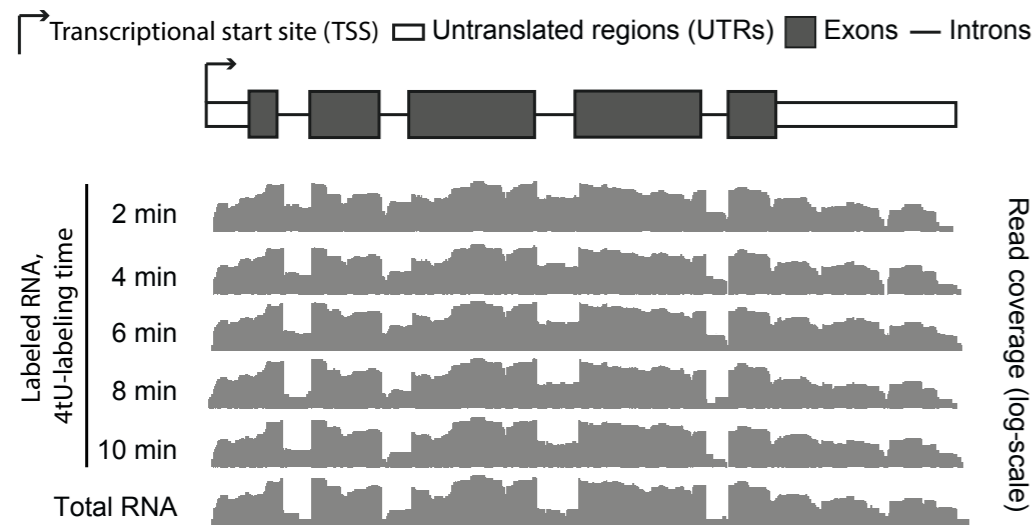 Transcriptional start site (TSS) Untranslated regions (UTRs) Exons Introns
Labeled RNA,
4tU-labeling time
2 min
4 min
6 min
8 min
10 min
Total RNA
Read coverage (log-scale)